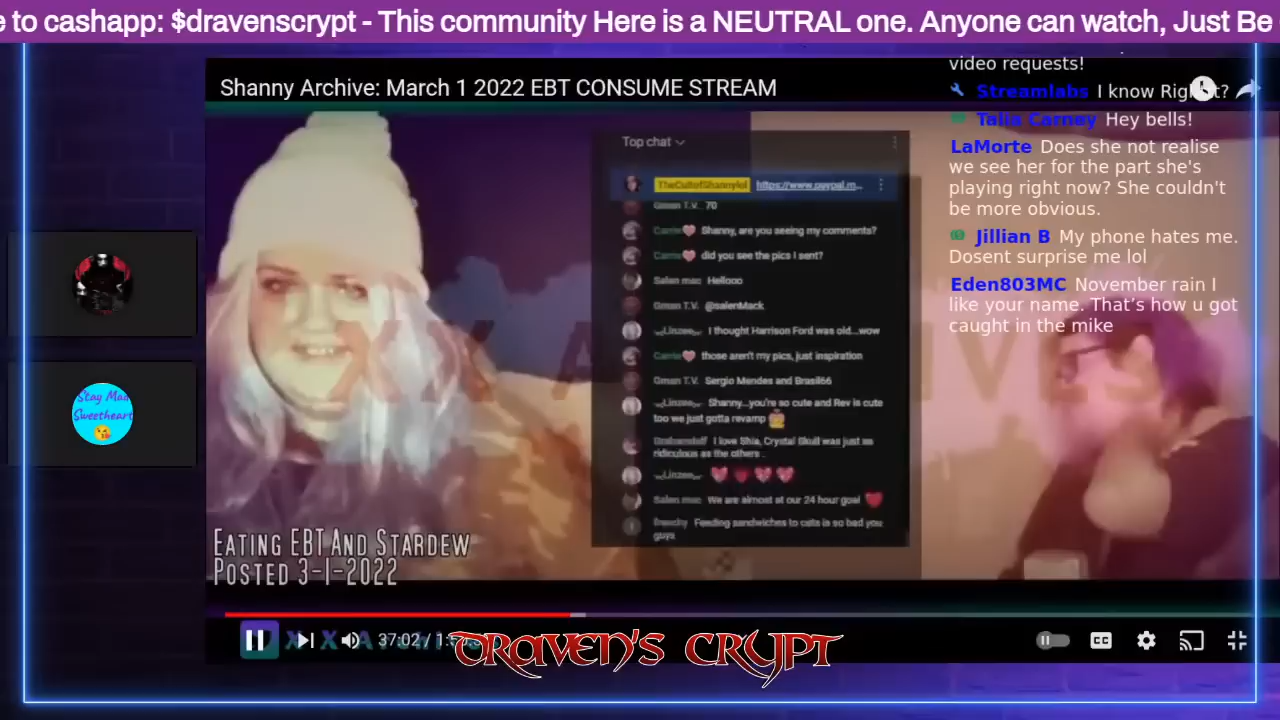 e to cashapp: $dravenscrypt - This community Here is a NEUTRAL one. Anyone can watch, Just Be
Shanny Archive: March 1 2022 EBT CONSUME STREAM
video requests!
Streamlabs I know Right?
Talia Carney Hey bells!
LaMorte Does she not realise
we see her for the part she's
playing right now? She couldn't
be more obvious.
Jillian B My phone hates me.
Dosent surprise me lol
Eden803MC November rain I
like your name. That's how u got
caught in the mike
Top chat
TheCultofShannylol https://www.paypal.m...
Gman T.V. 70
Carrie Shanny, are you seeing my comments?
Carrie did you see the pics I sent?
Salen mac Hellooo
Gman T.V. @salenMack
Linzee I thought Harrison Ford was old...wow
Carrie those aren't my pics, just inspiration
Gman T.V. Sergio Mendes and Brasil66
Linzee Shanny...you're so cute and Rev is cute
too we just gotta revamp
I love Shia, Crystal Skull was just as
ridiculous as the others .
Linzee
Salen mac We are almost at our 24 hour goal
Feeding sandwiches to cats is so bad you
guys
Stay Mad
Sweetheart
EATING EBT AND STARDEW
POSTED 3-1-2022
37:02
DRAVEN'S CRYPT
CC